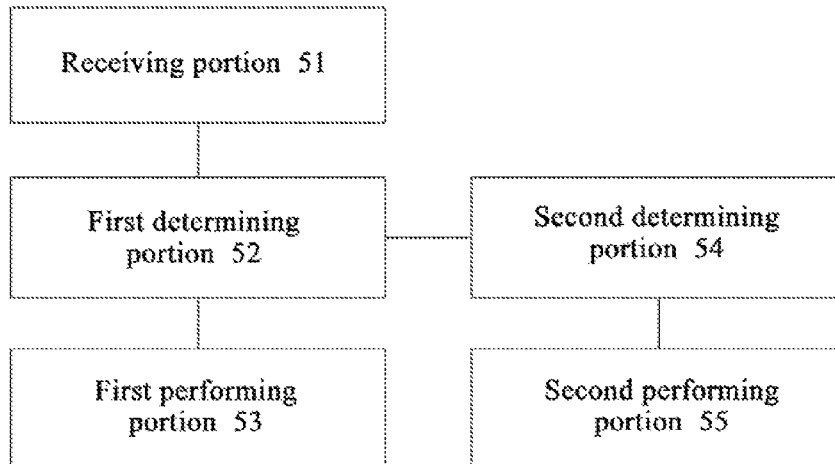 Receiving portion 51
First determining
portion 52
Second determining
portion 54
First performing
portion 53
Second performing
portion 55